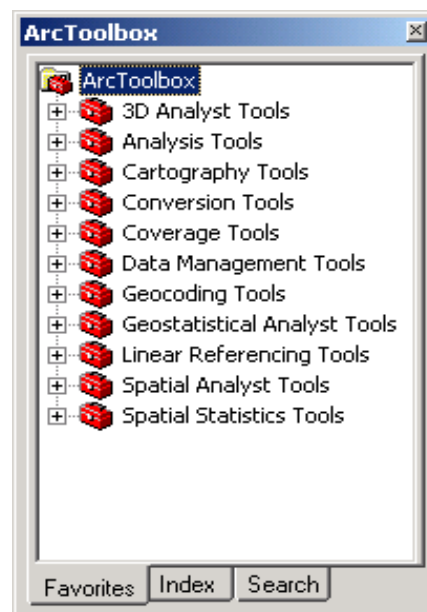 ArcToolbox
ArcToolbox
3D Analyst Tools
Analysis Tools
Cartography Tools
Conversion Tools
Coverage Tools
Data Management Tools
Geocoding Tools
Geostatistical Analyst Tools
Linear Referencing Tools
Spatial Analyst Tools
Spatial Statistics Tools
Favorites Index Search